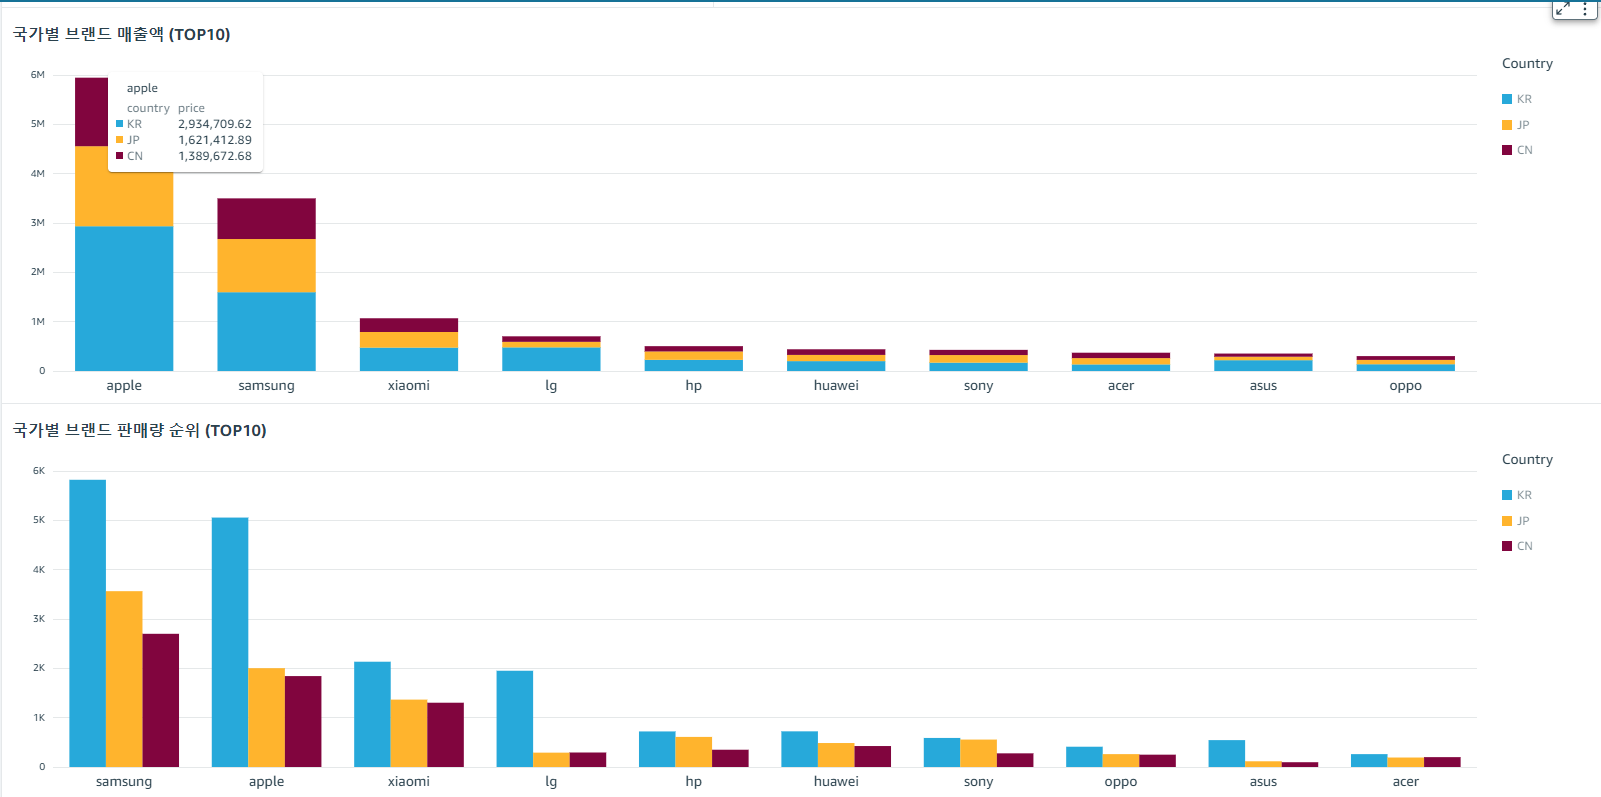 국가별 브랜드 매출액 (TOP10)
Country
KR
JP
CN
6M
5M
4M
3M
2M
1M
0
apple
country price
KR 2,934,709.62
JP 1,621,412.89
CN 1,389,672.68
apple samsung xiaomi lg hp huawei sony acer asus oppo
국가별 브랜드 판매량 순위 (TOP10)
Country
KR
JP
CN
6K
5K
4K
3K
2K
1K
0
samsung apple xiaomi lg hp huawei sony oppo asus acer